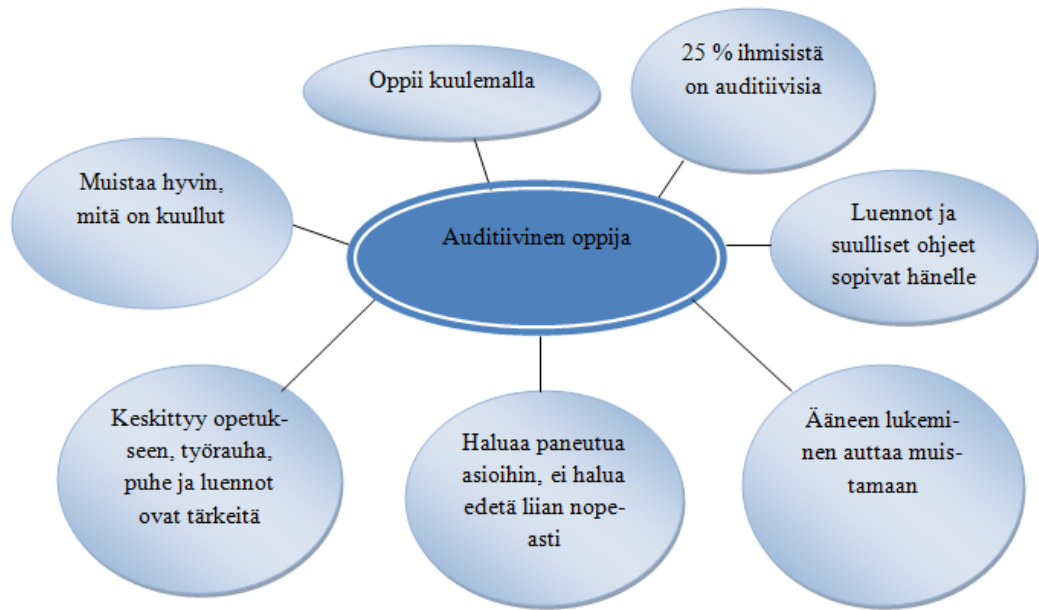 Oppii kuulemalla
25 % ihmisistä
on auditiivisia
Muistaa hyvin,
mitä on kuullut
Auditiivinen oppija
Luennot ja
suulliset ohjeet
sopivat hänelle
Keskittyy opetuk-
seen, työrauha,
puhe ja luennot
ovat tärkeitä
Haluaa paneutua
asioihin, ei halua
edetä liian nope-
asti
Ääneen lukemi-
nen auttaa muis-
tamaan